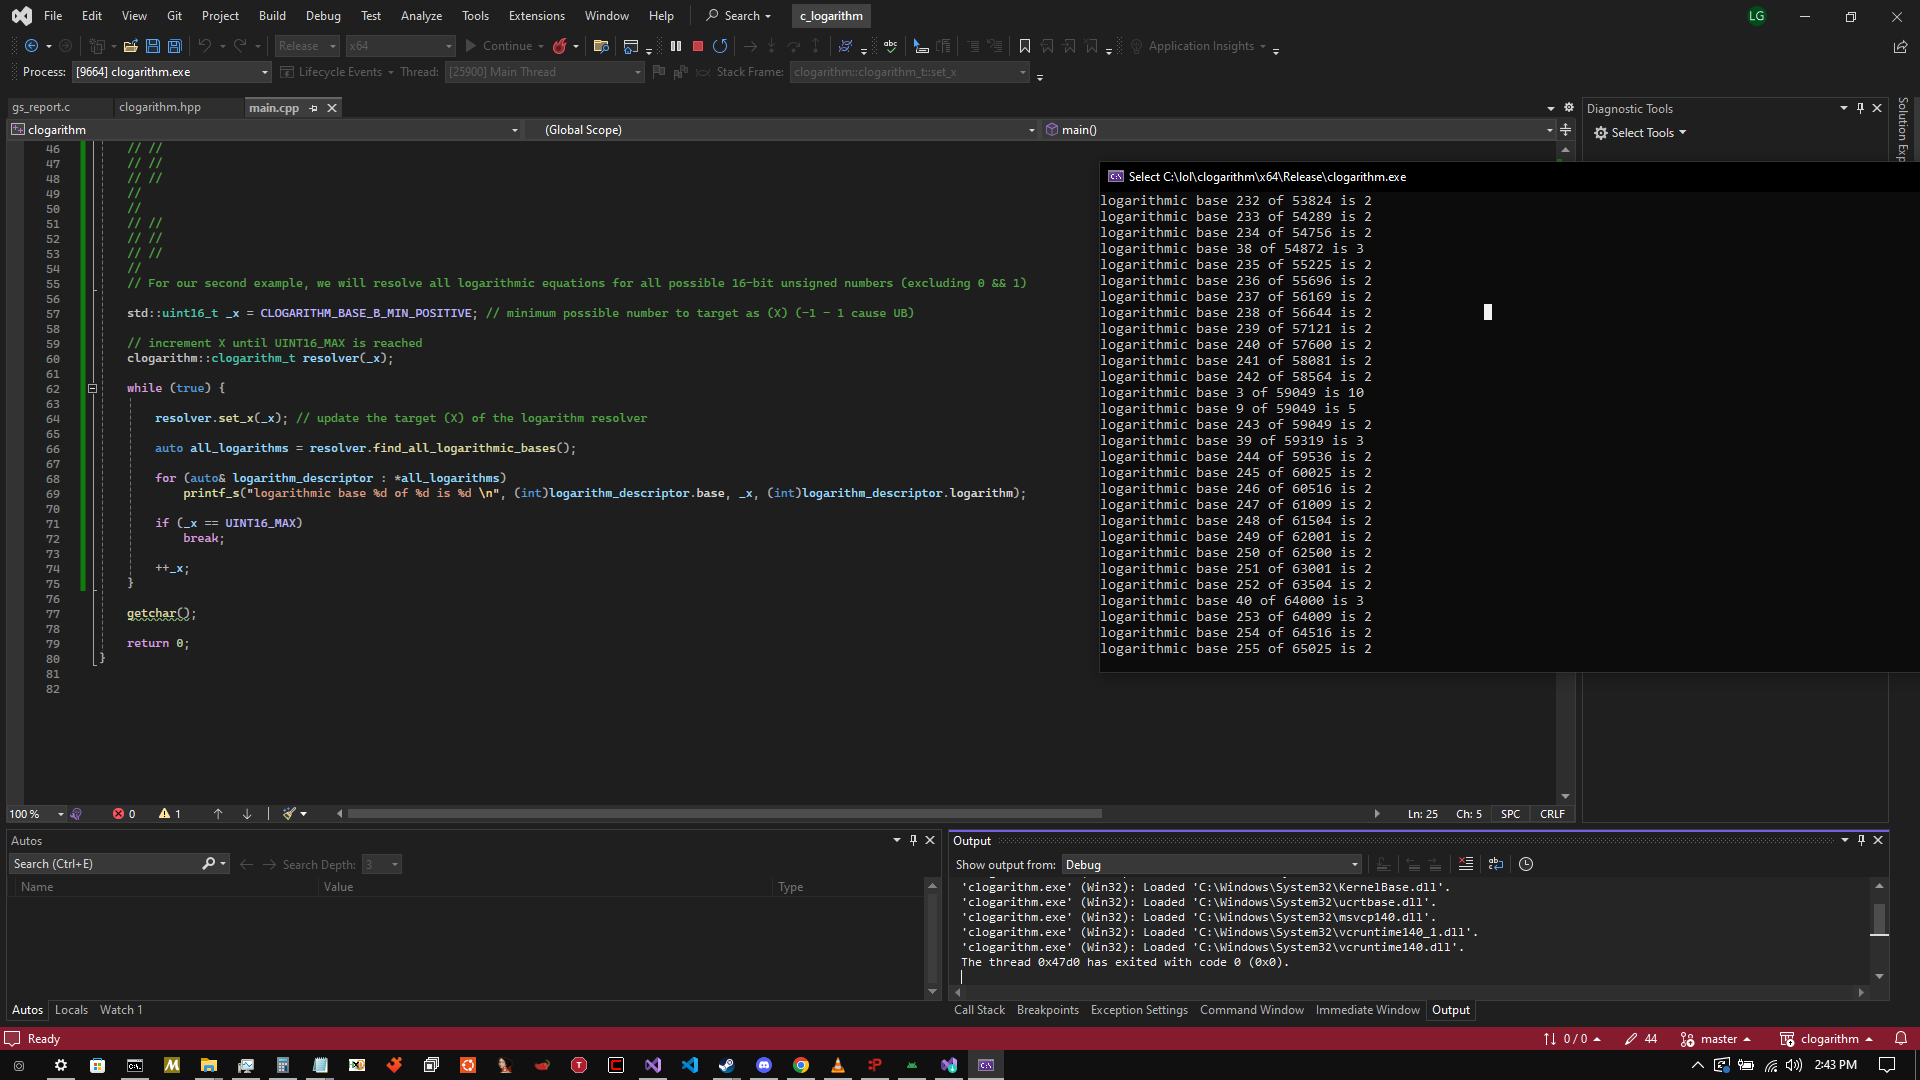 File Edit View Git Project Build Debug Test Analyze Tools Extensions Window Help Search c_logarithm LG
Release x64 Continue Application Insights
Process: [9664] clogarithm.exe Lifecycle Events Thread: [25900] Main Thread Stack Frame: clogarithm::clogarithm_t::set_x
gs_report.c clogarithm.hpp main.cpp
clogarithm (Global Scope) main()
46 // //
47 // //
48 // //
49 //
50 //
51 // //
52 // //
53 // //
54 //
55 // For our second example, we will resolve all logarithmic equations for all possible 16-bit unsigned numbers (excluding 0 && 1)
56
57 std::uint16_t _x = CLOGARITHM_BASE_B_MIN_POSITIVE; // minimum possible number to target as (X) (-1 - 1 cause UB)
58
59 // increment X until UINT16_MAX is reached
60 clogarithm::clogarithm_t resolver(_x);
61
62 while (true) {
63
64 resolver.set_x(_x); // update the target (X) of the logarithm resolver
65
66 auto all_logarithms = resolver.find_all_logarithmic_bases();
67
68 for (auto& logarithm_descriptor : *all_logarithms)
69 printf_s("logarithmic base %d of %d is %d \n", (int)logarithm_descriptor.base, _x, (int)logarithm_descriptor.logarithm);
70
71 if (_x == UINT16_MAX)
72 break;
73
74 ++_x;
75 }
76
77 getchar();
78
79 return 0;
80 }
81
82
100 % 0 1 Ln: 25 Ch: 5 SPC CRLF
Diagnostic Tools
Select Tools
Solution Exp
Select C:\lol\clogarithm\x64\Release\clogarithm.exe
logarithmic base 232 of 53824 is 2
logarithmic base 233 of 54289 is 2
logarithmic base 234 of 54756 is 2
logarithmic base 38 of 54872 is 3
logarithmic base 235 of 55225 is 2
logarithmic base 236 of 55696 is 2
logarithmic base 237 of 56169 is 2
logarithmic base 238 of 56644 is 2
logarithmic base 239 of 57121 is 2
logarithmic base 240 of 57600 is 2
logarithmic base 241 of 58081 is 2
logarithmic base 242 of 58564 is 2
logarithmic base 3 of 59049 is 10
logarithmic base 9 of 59049 is 5
logarithmic base 243 of 59049 is 2
logarithmic base 39 of 59319 is 3
logarithmic base 244 of 59536 is 2
logarithmic base 245 of 60025 is 2
logarithmic base 246 of 60516 is 2
logarithmic base 247 of 61009 is 2
logarithmic base 248 of 61504 is 2
logarithmic base 249 of 62001 is 2
logarithmic base 250 of 62500 is 2
logarithmic base 251 of 63001 is 2
logarithmic base 252 of 63504 is 2
logarithmic base 40 of 64000 is 3
logarithmic base 253 of 64009 is 2
logarithmic base 254 of 64516 is 2
logarithmic base 255 of 65025 is 2
Autos
Search (Ctrl+E) Search Depth: 3
Name Value Type
Autos Locals Watch 1
Output
Show output from: Debug
'clogarithm.exe' (Win32): Loaded 'C:\Windows\System32\KernelBase.dll'.
'clogarithm.exe' (Win32): Loaded 'C:\Windows\System32\ucrtbase.dll'.
'clogarithm.exe' (Win32): Loaded 'C:\Windows\System32\msvcp140.dll'.
'clogarithm.exe' (Win32): Loaded 'C:\Windows\System32\vcruntime140_1.dll'.
'clogarithm.exe' (Win32): Loaded 'C:\Windows\System32\vcruntime140.dll'.
The thread 0x47d0 has exited with code 0 (0x0).
Call Stack Breakpoints Exception Settings Command Window Immediate Window Output
Ready 0 / 0 44 master clogarithm
2:43 PM